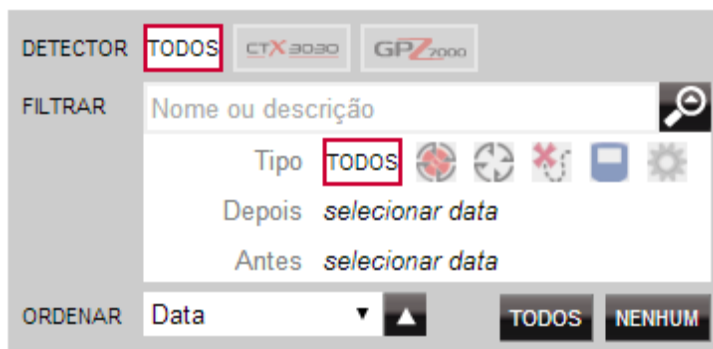 DETECTOR TODOS CTX 3030 GPZ 7000
FILTRAR Nome ou descrição
Tipo TODOS
Depois selecionar data
Antes selecionar data
ORDENAR Data TODOS NENHUM